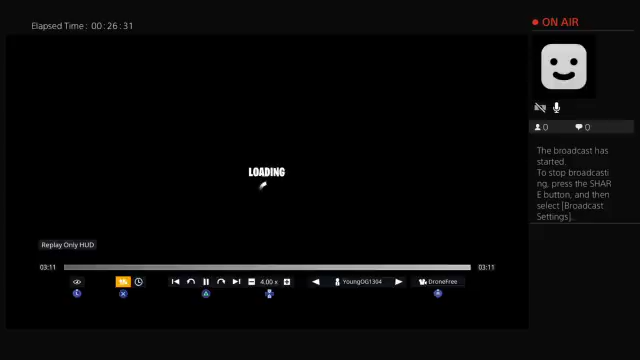 Elapsed Time : 00 : 26 : 31
ON AIR
0
0
The broadcast has
started.
To stop broadcasti
ng, press the SHAR
E button, and then
select [Broadcast
Settings].
LOADING
Replay Only HUD
03:11
03:11
4.00 x
YoungOG1304
DroneFree